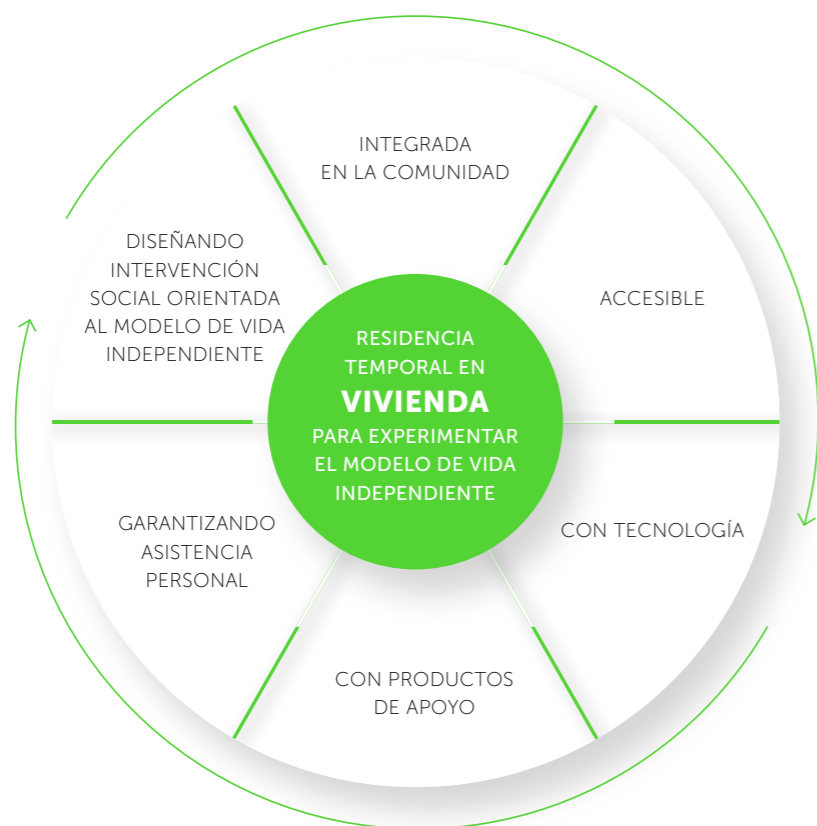 INTEGRADA
EN LA COMUNIDAD
ACCESIBLE
CON TECNOLOGÍA
CON PRODUCTOS
DE APOYO
GARANTIZANDO
ASISTENCIA
PERSONAL
DISEÑANDO
INTERVENCIÓN
SOCIAL ORIENTADA
AL MODELO DE VIDA
INDEPENDIENTE
RESIDENCIA
TEMPORAL EN
VIVIENDA
PARA EXPERIMENTAR
EL MODELO DE VIDA
INDEPENDIENTE